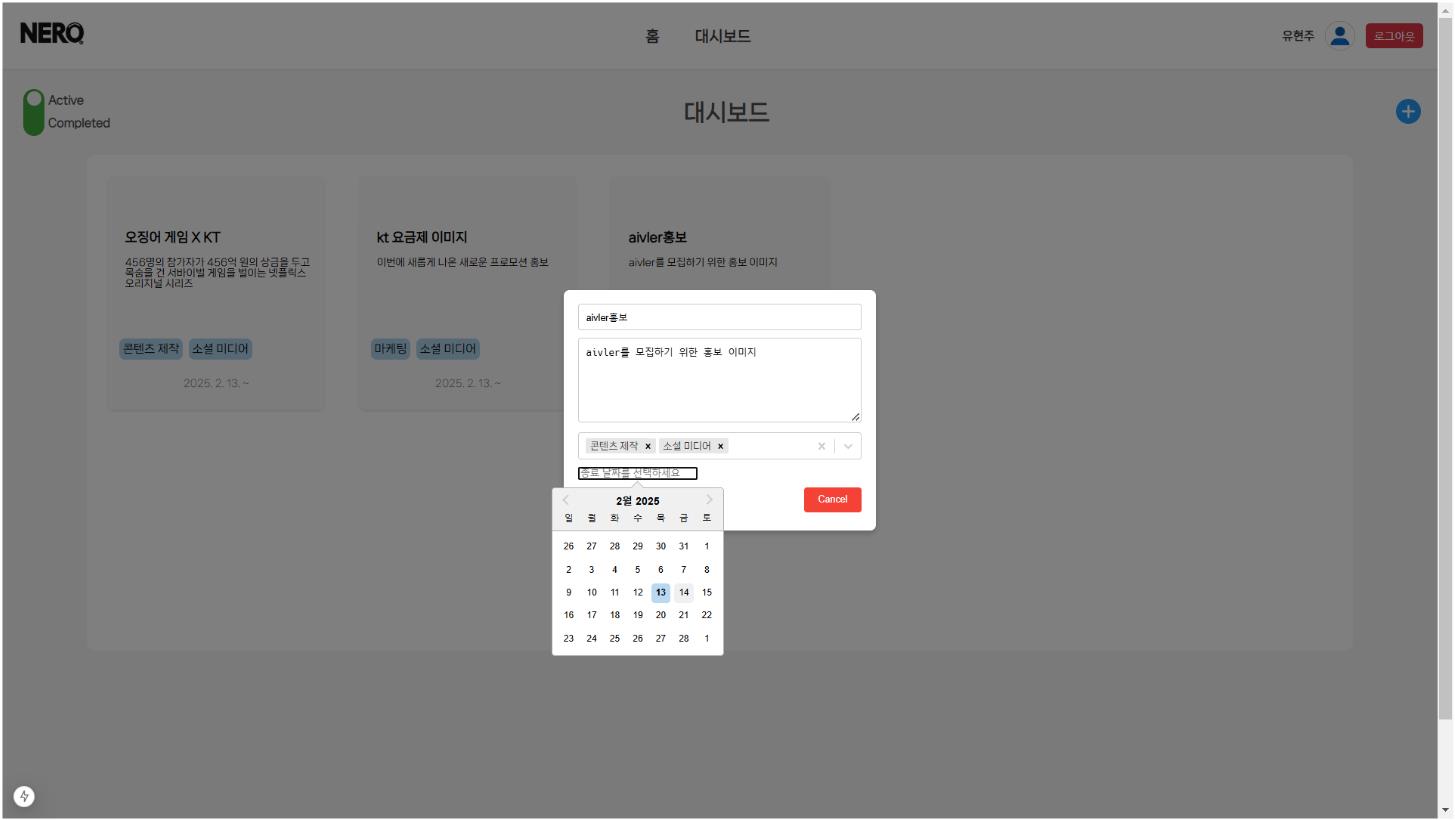 NERO
홈 대시보드
유현주
로그아웃
Active
Completed
대시보드
오징어 게임 X KT
456명의 참가자가 456억 원의 상금을 두고
목숨을 건 서바이벌 게임을 벌이는 넷플릭스
오리지널 시리즈
콘텐츠 제작 소셜 미디어
2025. 2. 13. ~
kt 요금제 이미지
이번에 새롭게 나온 새로운 프로모션 홍보
마케팅 소셜 미디어
2025. 2. 13. ~
aivler홍보
aivler를 모집하기 위한 홍보 이미지
aivler홍보
aivler를 모집하기 위한 홍보 이미지
콘텐츠 제작 x 소셜 미디어 x
종료 날짜를 선택하세요
Cancel
2월 2025
일 월 화 수 목 금 토
26 27 28 29 30 31 1
2 3 4 5 6 7 8
9 10 11 12 13 14 15
16 17 18 19 20 21 22
23 24 25 26 27 28 1